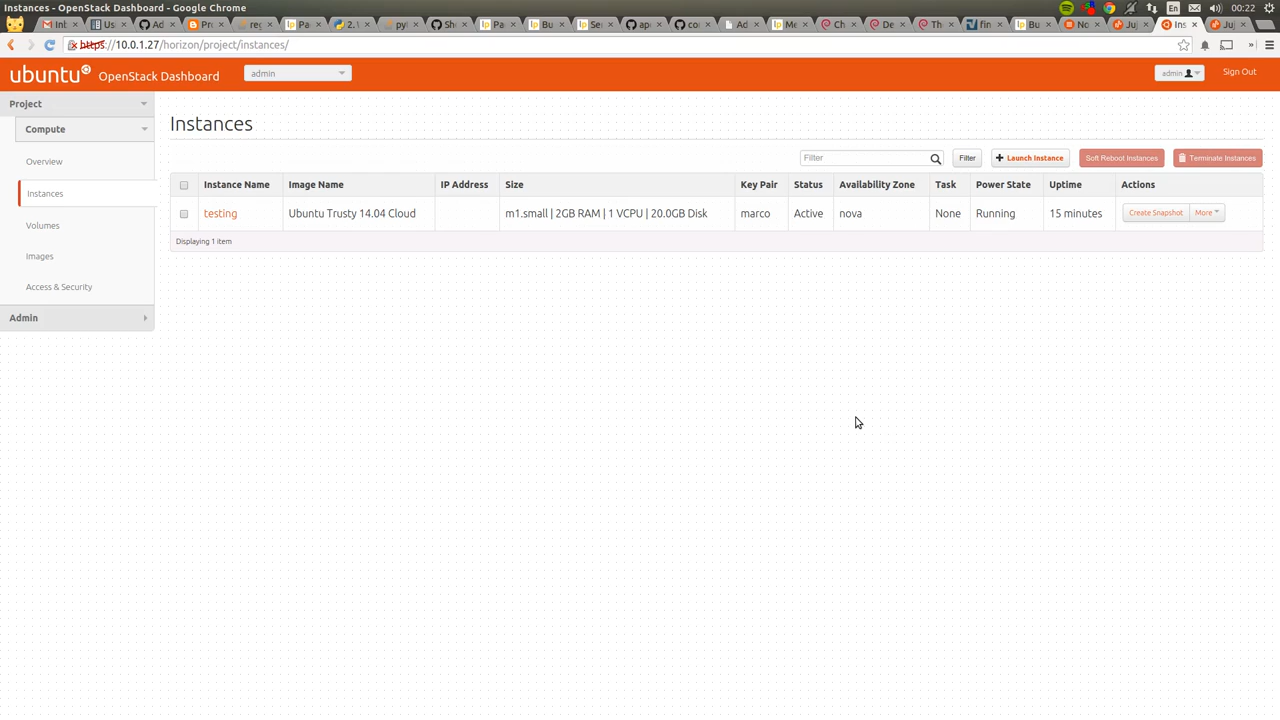 Instances - OpenStack Dashboard - Google Chrome
En 00:22
https://10.0.1.27/horizon/project/instances/
ubuntu OpenStack Dashboard admin admin Sign Out
Project
Compute
Overview
Instances
Volumes
Images
Access & Security
Admin
Instances
Filter Filter Launch Instance Soft Reboot Instances Terminate Instances
Instance Name Image Name IP Address Size Key Pair Status Availability Zone Task Power State Uptime Actions
testing Ubuntu Trusty 14.04 Cloud m1.small | 2GB RAM | 1 VCPU | 20.0GB Disk marco Active nova None Running 15 minutes Create Snapshot More
Displaying 1 item